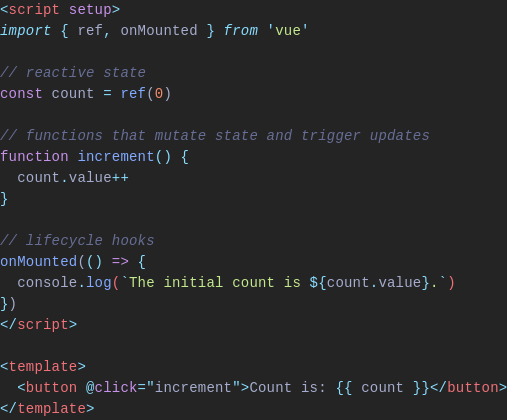 <script setup>
import { ref, onMounted } from 'vue'

// reactive state
const count = ref(0)

// functions that mutate state and trigger updates
function increment() {
  count.value++
}

// lifecycle hooks
onMounted(() => {
  console.log(`The initial count is ${count.value}.`)
})
</script>

<template>
  <button @click="increment">Count is: {{ count }}</button>
</template>